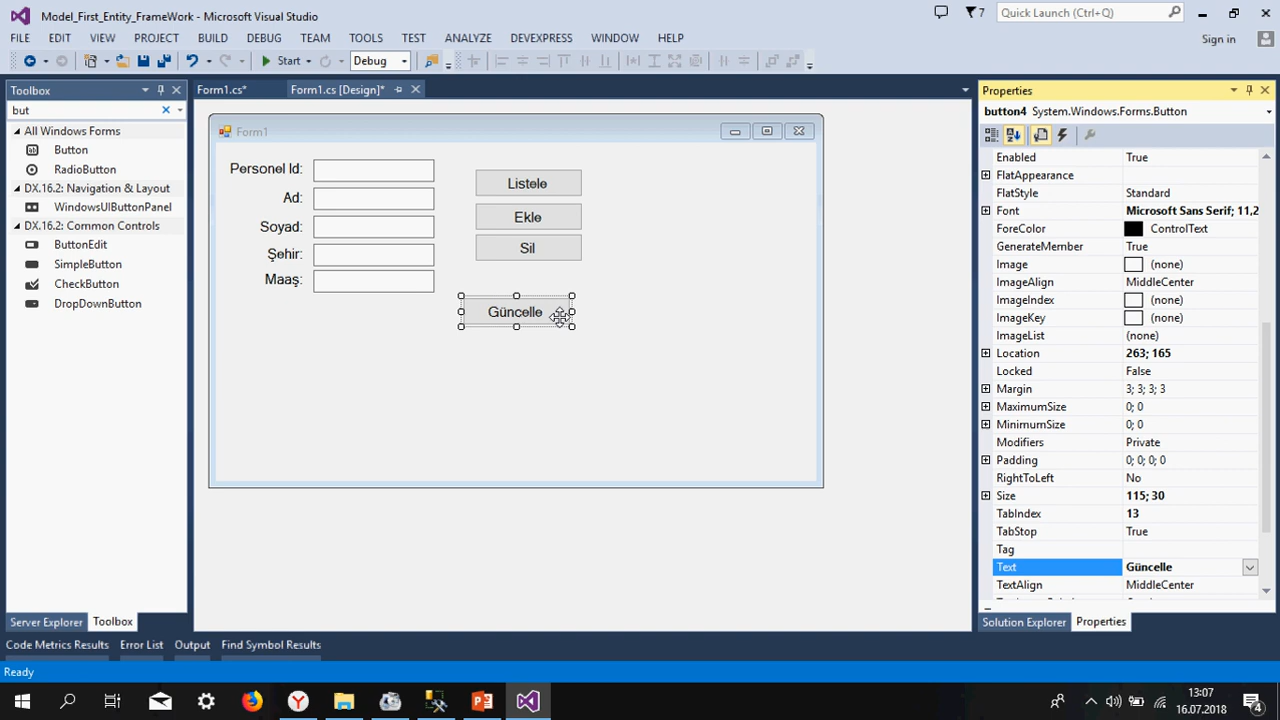 Model_First_Entity_FrameWork - Microsoft Visual Studio
7
Quick Launch (Ctrl+Q)
FILE EDIT VIEW PROJECT BUILD DEBUG TEAM TOOLS TEST ANALYZE DEVEXPRESS WINDOW HELP
Sign in
Start Debug
Toolbox
but
All Windows Forms
Button
RadioButton
DX.16.2: Navigation & Layout
WindowsUIButtonPanel
DX.16.2: Common Controls
ButtonEdit
SimpleButton
CheckButton
DropDownButton
Server Explorer Toolbox
Form1.cs* Form1.cs [Design]*
Form1
Personel Id:
Ad:
Soyad:
Şehir:
Maaş:
Listele
Ekle
Sil
Güncelle
Properties
button4 System.Windows.Forms.Button
Enabled True
FlatAppearance
FlatStyle Standard
Font Microsoft Sans Serif; 11,2
ForeColor ControlText
GenerateMember True
Image (none)
ImageAlign MiddleCenter
ImageIndex (none)
ImageKey (none)
ImageList (none)
Location 263; 165
Locked False
Margin 3; 3; 3; 3
MaximumSize 0; 0
MinimumSize 0; 0
Modifiers Private
Padding 0; 0; 0; 0
RightToLeft No
Size 115; 30
TabIndex 13
TabStop True
Tag
Text Güncelle
TextAlign MiddleCenter
Solution Explorer Properties
Code Metrics Results Error List Output Find Symbol Results
Ready
13:07
16.07.2018
4